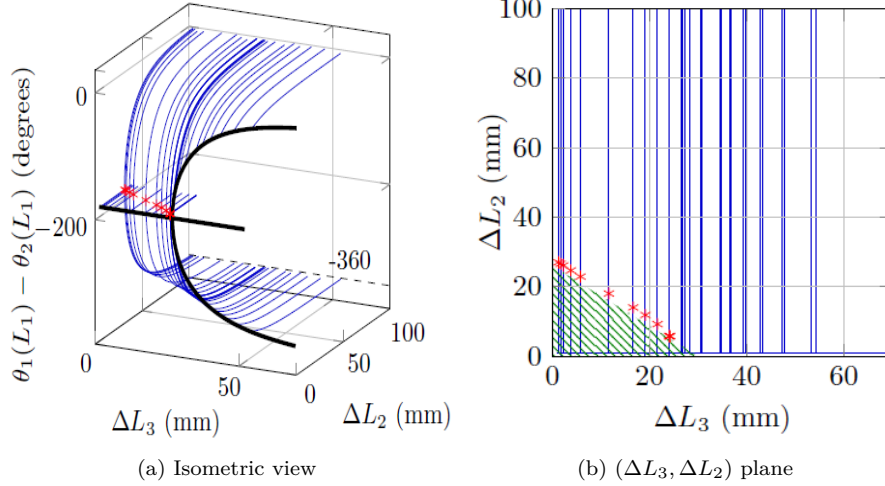 θ₁(L₁) − θ₂(L₁) (degrees)
0
−200
-360
0
50
0
50
100
ΔL₃ (mm)
ΔL₂ (mm)
(a) Isometric view
100
80
60
40
20
0
ΔL₂ (mm)
0
20
40
60
ΔL₃ (mm)
(b) (ΔL₃, ΔL₂) plane